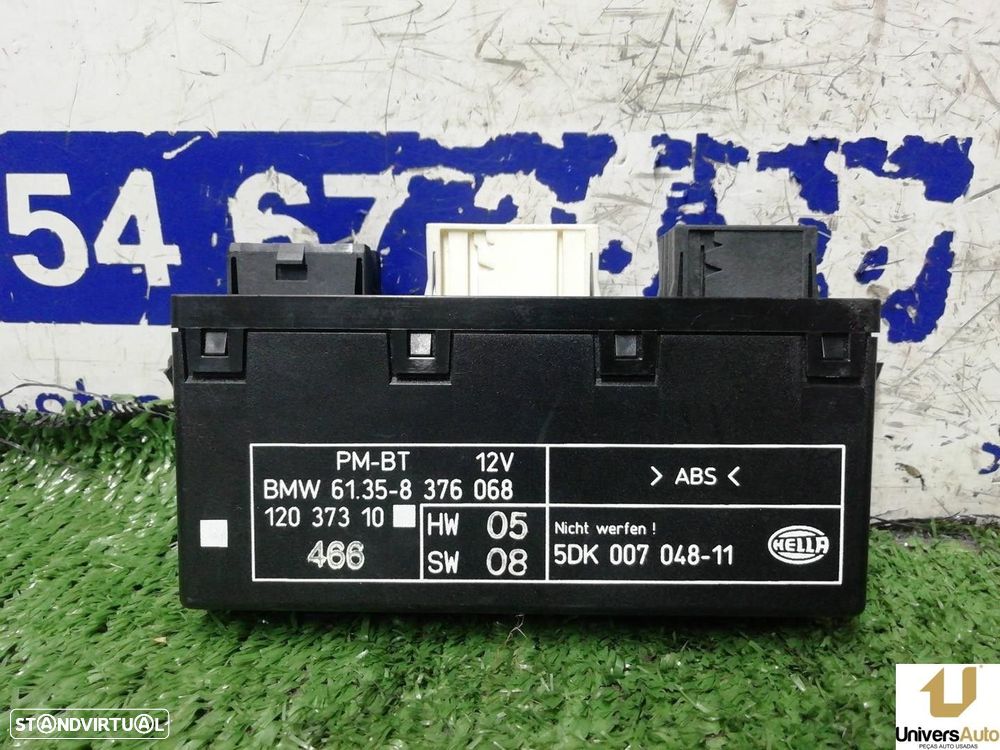 54 67
PM-BT 12V
BMW 61.35-8 376 068
120 373 10
466
HW 05
SW 08
> ABS <
Nicht werfen !
5DK 007 048-11
HELLA
STANDVIRTUAL
UniversAuto
PEÇAS AUTO USADAS